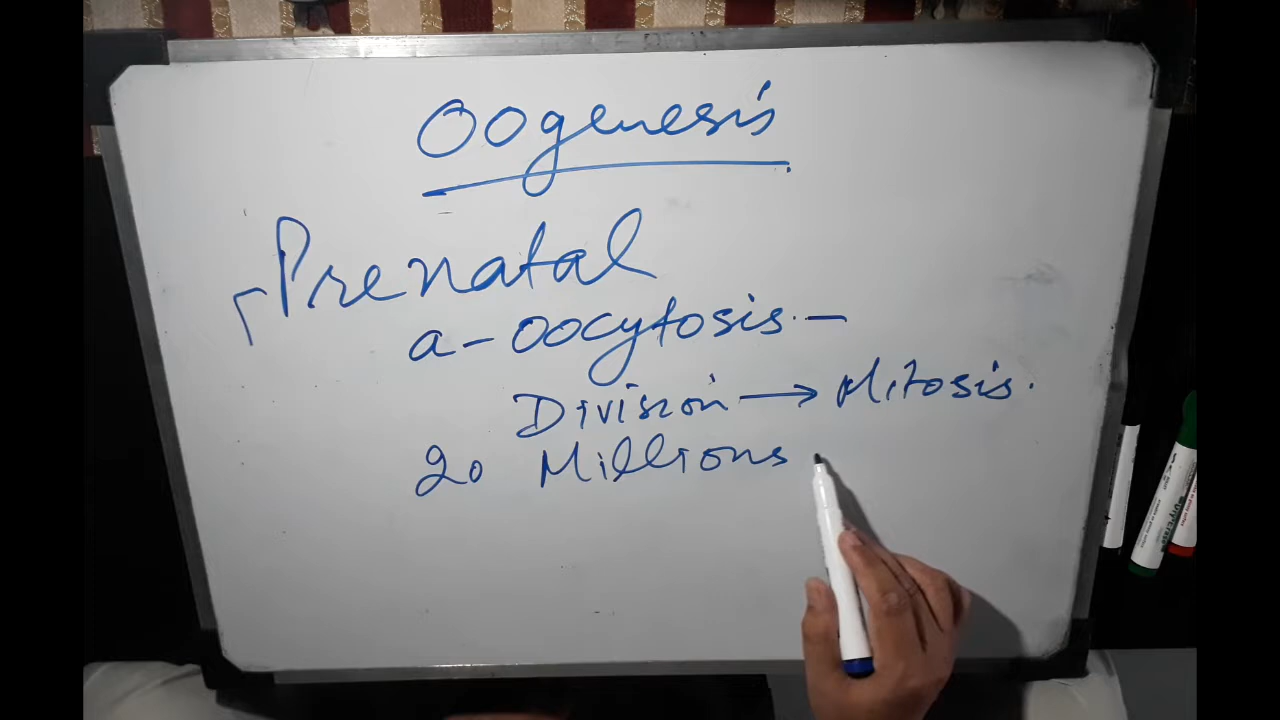 Oogenesis
Prenatal
a - Oocytosis. -
Division → Mitosis.
20 Millions